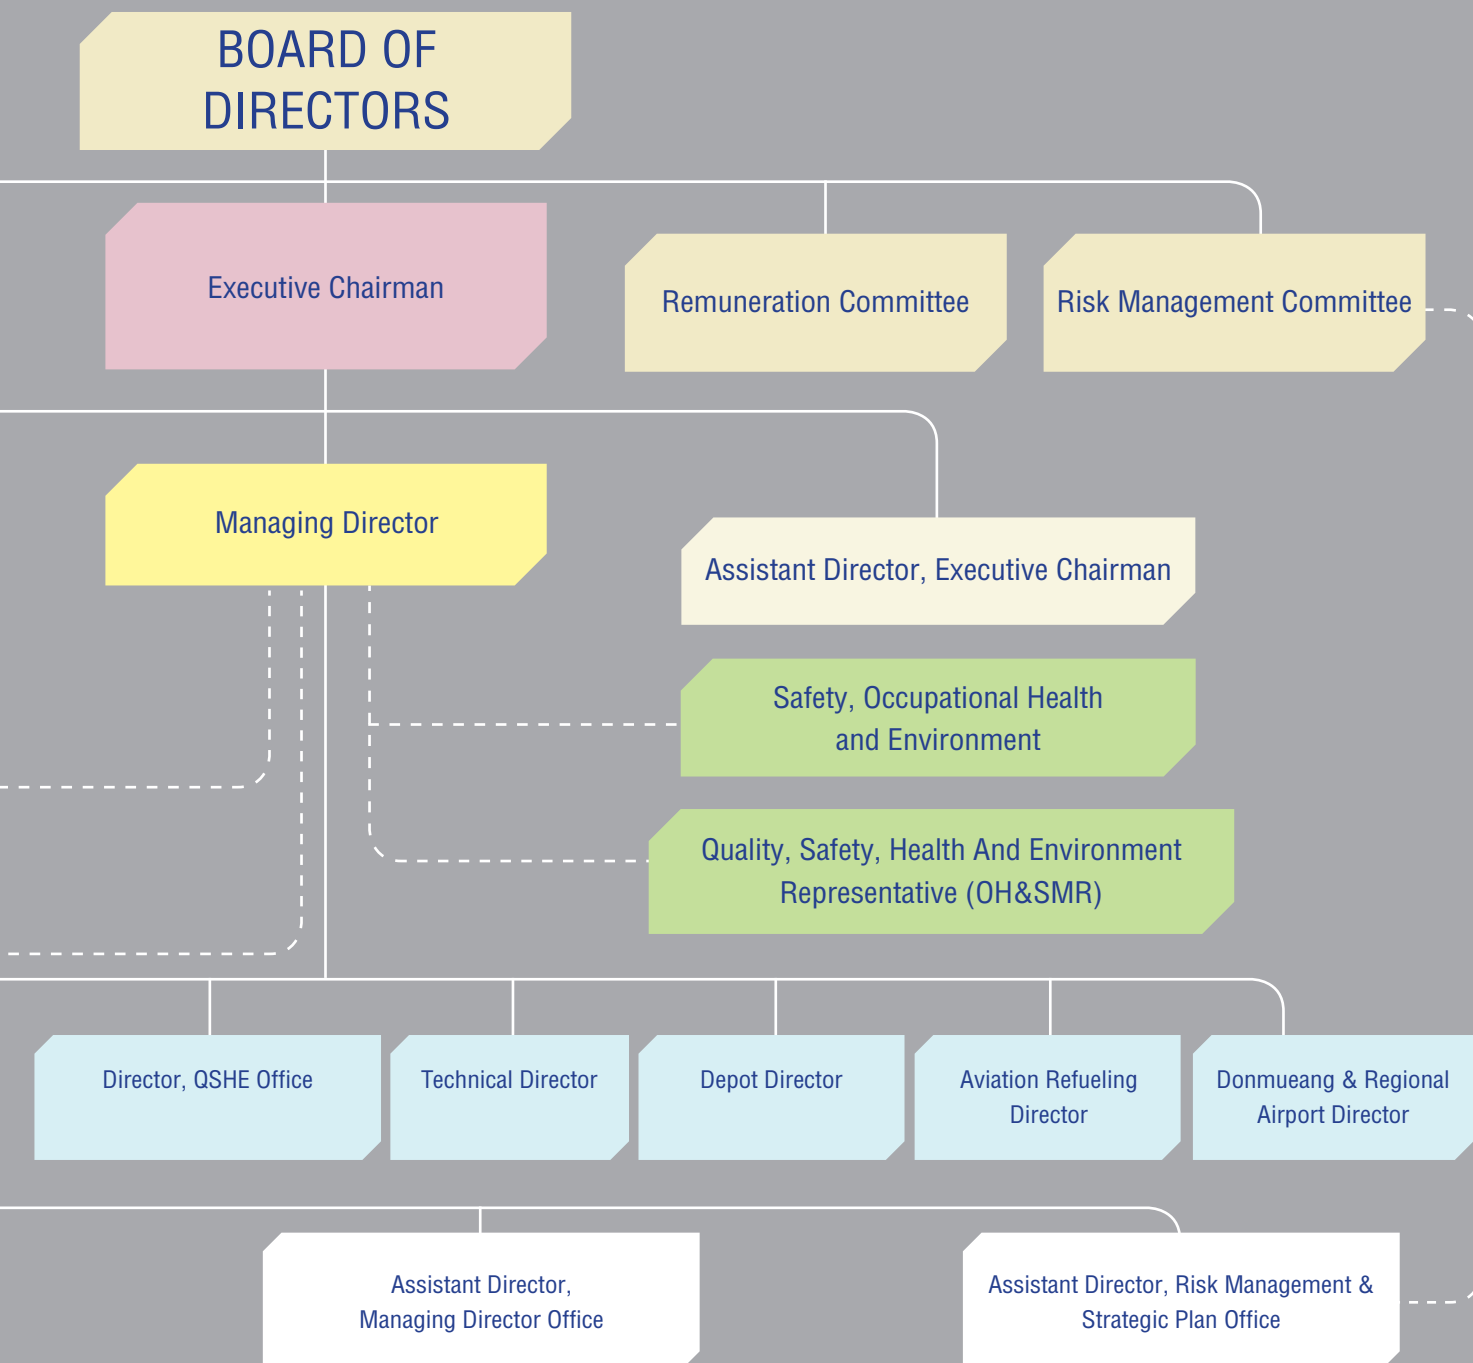 BOARD OF
DIRECTORS
Executive Chairman
Remuneration Committee
Risk Management Committee
Managing Director
Assistant Director, Executive Chairman
Safety, Occupational Health
and Environment
Quality, Safety, Health And Environment
Representative (OH&SMR)
Director, QSHE Office
Technical Director
Depot Director
Aviation Refueling
Director
Donmueang & Regional
Airport Director
Assistant Director,
Managing Director Office
Assistant Director, Risk Management &
Strategic Plan Office